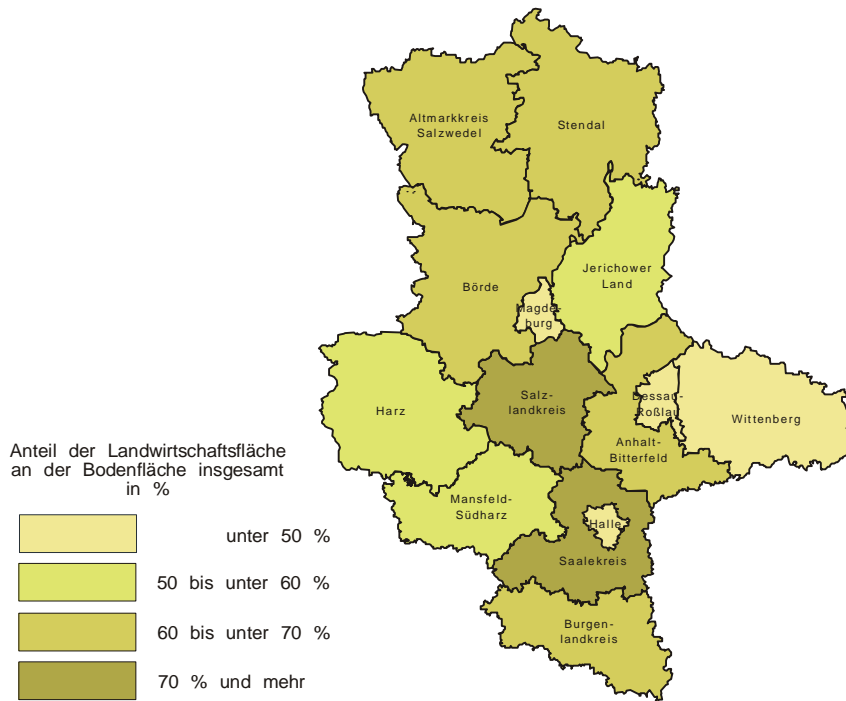 Altmarkkreis
Salzwedel
Stendal
Jerichower
Land
Börde
Magde-
burg
Salz-
landkreis
Harz
Dessau-
Roßlau
Wittenberg
Anhalt-
Bitterfeld
Mansfeld-
Südharz
Halle
Saalekreis
Burgen-
landkreis
Anteil der Landwirtschaftsfläche
an der Bodenfläche insgesamt
in %
unter 50 %
50 bis unter 60 %
60 bis unter 70 %
70 % und mehr